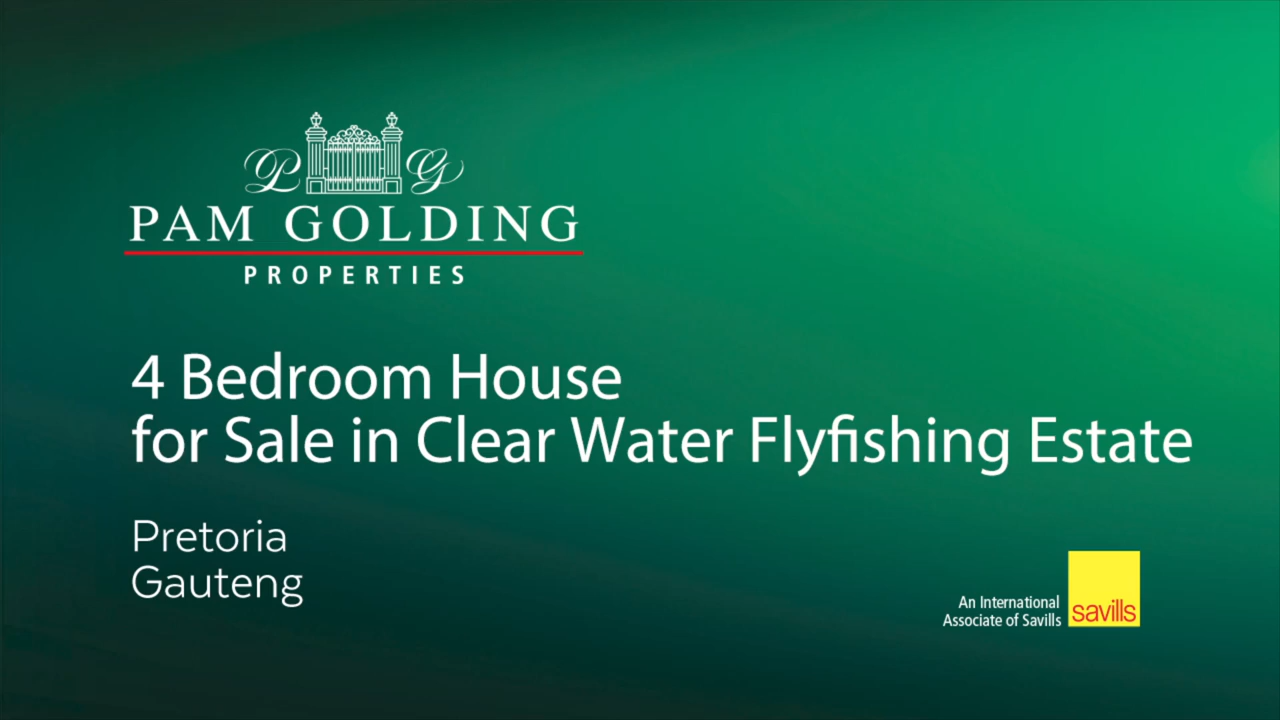 P G
PAM GOLDING
PROPERTIES
4 Bedroom House
for Sale in Clear Water Flyfishing Estate
Pretoria
Gauteng
An International
Associate of Savills
savills